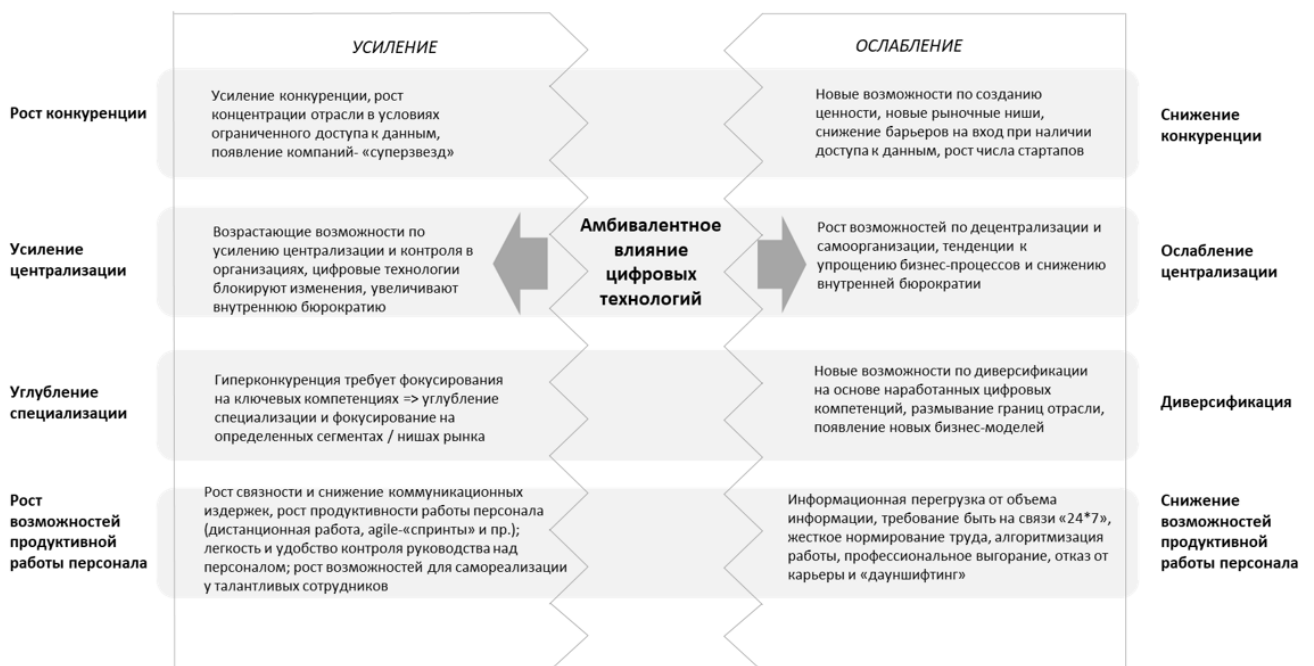 УСИЛЕНИЕ
ОСЛАБЛЕНИЕ
Рост конкуренции
Усиление конкуренции, рост
концентрации отрасли в условиях
ограниченного доступа к данным,
появление компаний- «суперзвезд»
Новые возможности по созданию
ценности, новые рыночные ниши,
снижение барьеров на вход при наличии
доступа к данным, рост числа стартапов
Снижение
конкуренции
Усиление
централизации
Возрастающие возможности по
усилению централизации и контроля в
организациях, цифровые технологии
блокируют изменения, увеличивают
внутреннюю бюрократию
Амбивалентное
влияние
цифровых
технологий
Рост возможностей по децентрализации и
самоорганизации, тенденции к
упрощению бизнес-процессов и снижению
внутренней бюрократии
Ослабление
централизации
Углубление
специализации
Гиперконкуренция требует фокусирования
на ключевых компетенциях => углубление
специализации и фокусирование на
определенных сегментах / нишах рынка
Новые возможности по диверсификации
на основе наработанных цифровых
компетенций, размывание границ отрасли,
появление новых бизнес-моделей
Диверсификация
Рост
возможностей
продуктивной
работы персонала
Рост связности и снижение коммуникационных
издержек, рост продуктивности работы персонала
(дистанционная работа, agile-«спринты» и пр.);
легкость и удобство контроля руководства над
персоналом; рост возможностей для самореализации
у талантливых сотрудников
Информационная перегрузка от объема
информации, требование быть на связи «24*7»,
жесткое нормирование труда, алгоритмизация
работы, профессиональное выгорание, отказ от
карьеры и «дауншифтинг»
Снижение
возможностей
продуктивной
работы персонала